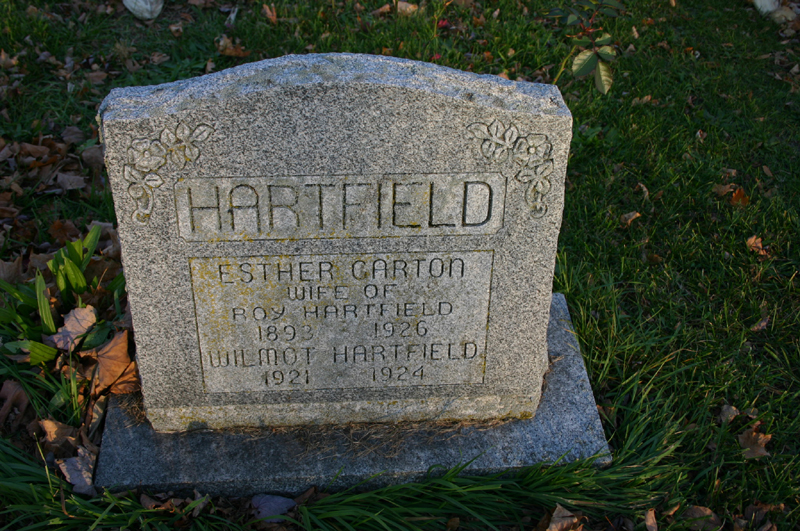 HARTFIELD
ESTHER CARTON
WIFE OF
ROY HARTFIELD
1893 1926
WILMOT HARTFIELD
1921 1924